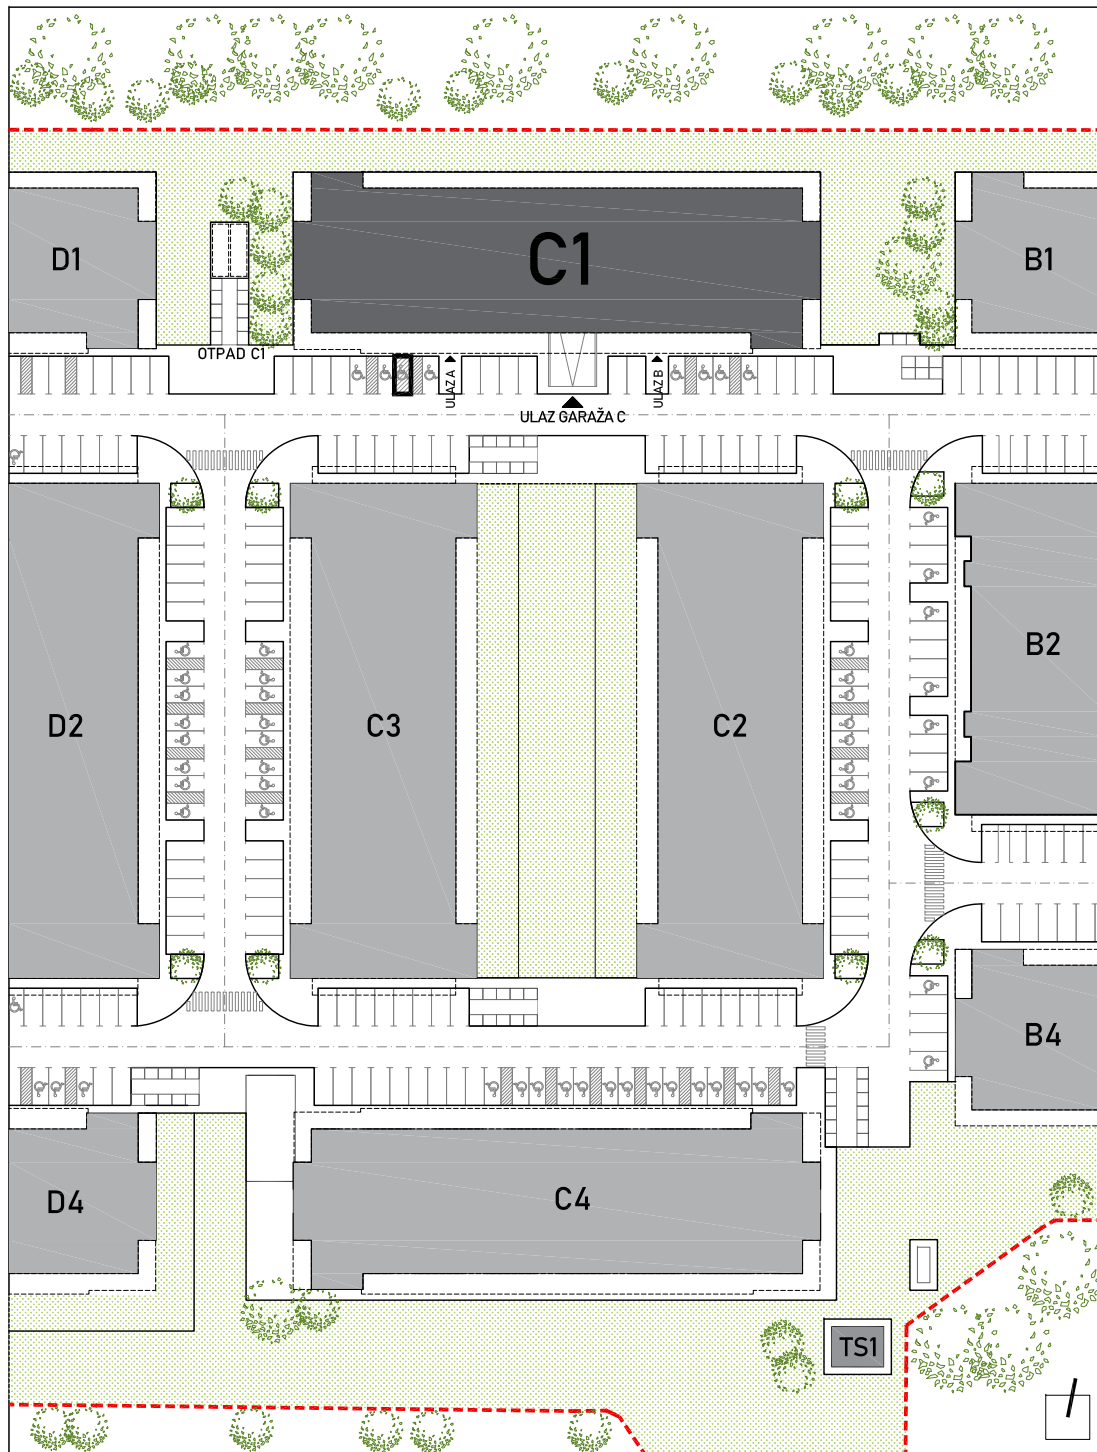 C1
D1
B1
OTPAD C1
ULAZ A
ULAZ B
ULAZ GARAŽA C
D2
C3
C2
B2
B4
D4
C4
TS1